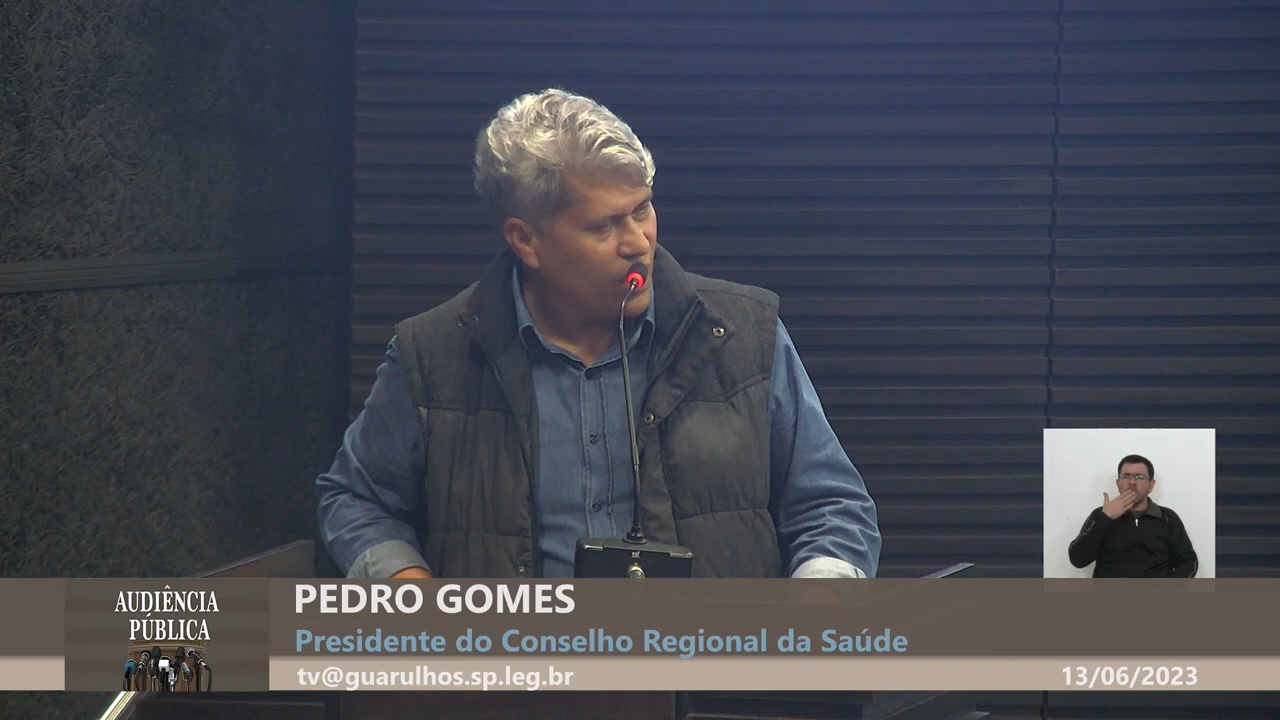 AUDIÊNCIA
PÚBLICA
PEDRO GOMES
Presidente do Conselho Regional da Saúde
tv@guarulhos.sp.leg.br
13/06/2023